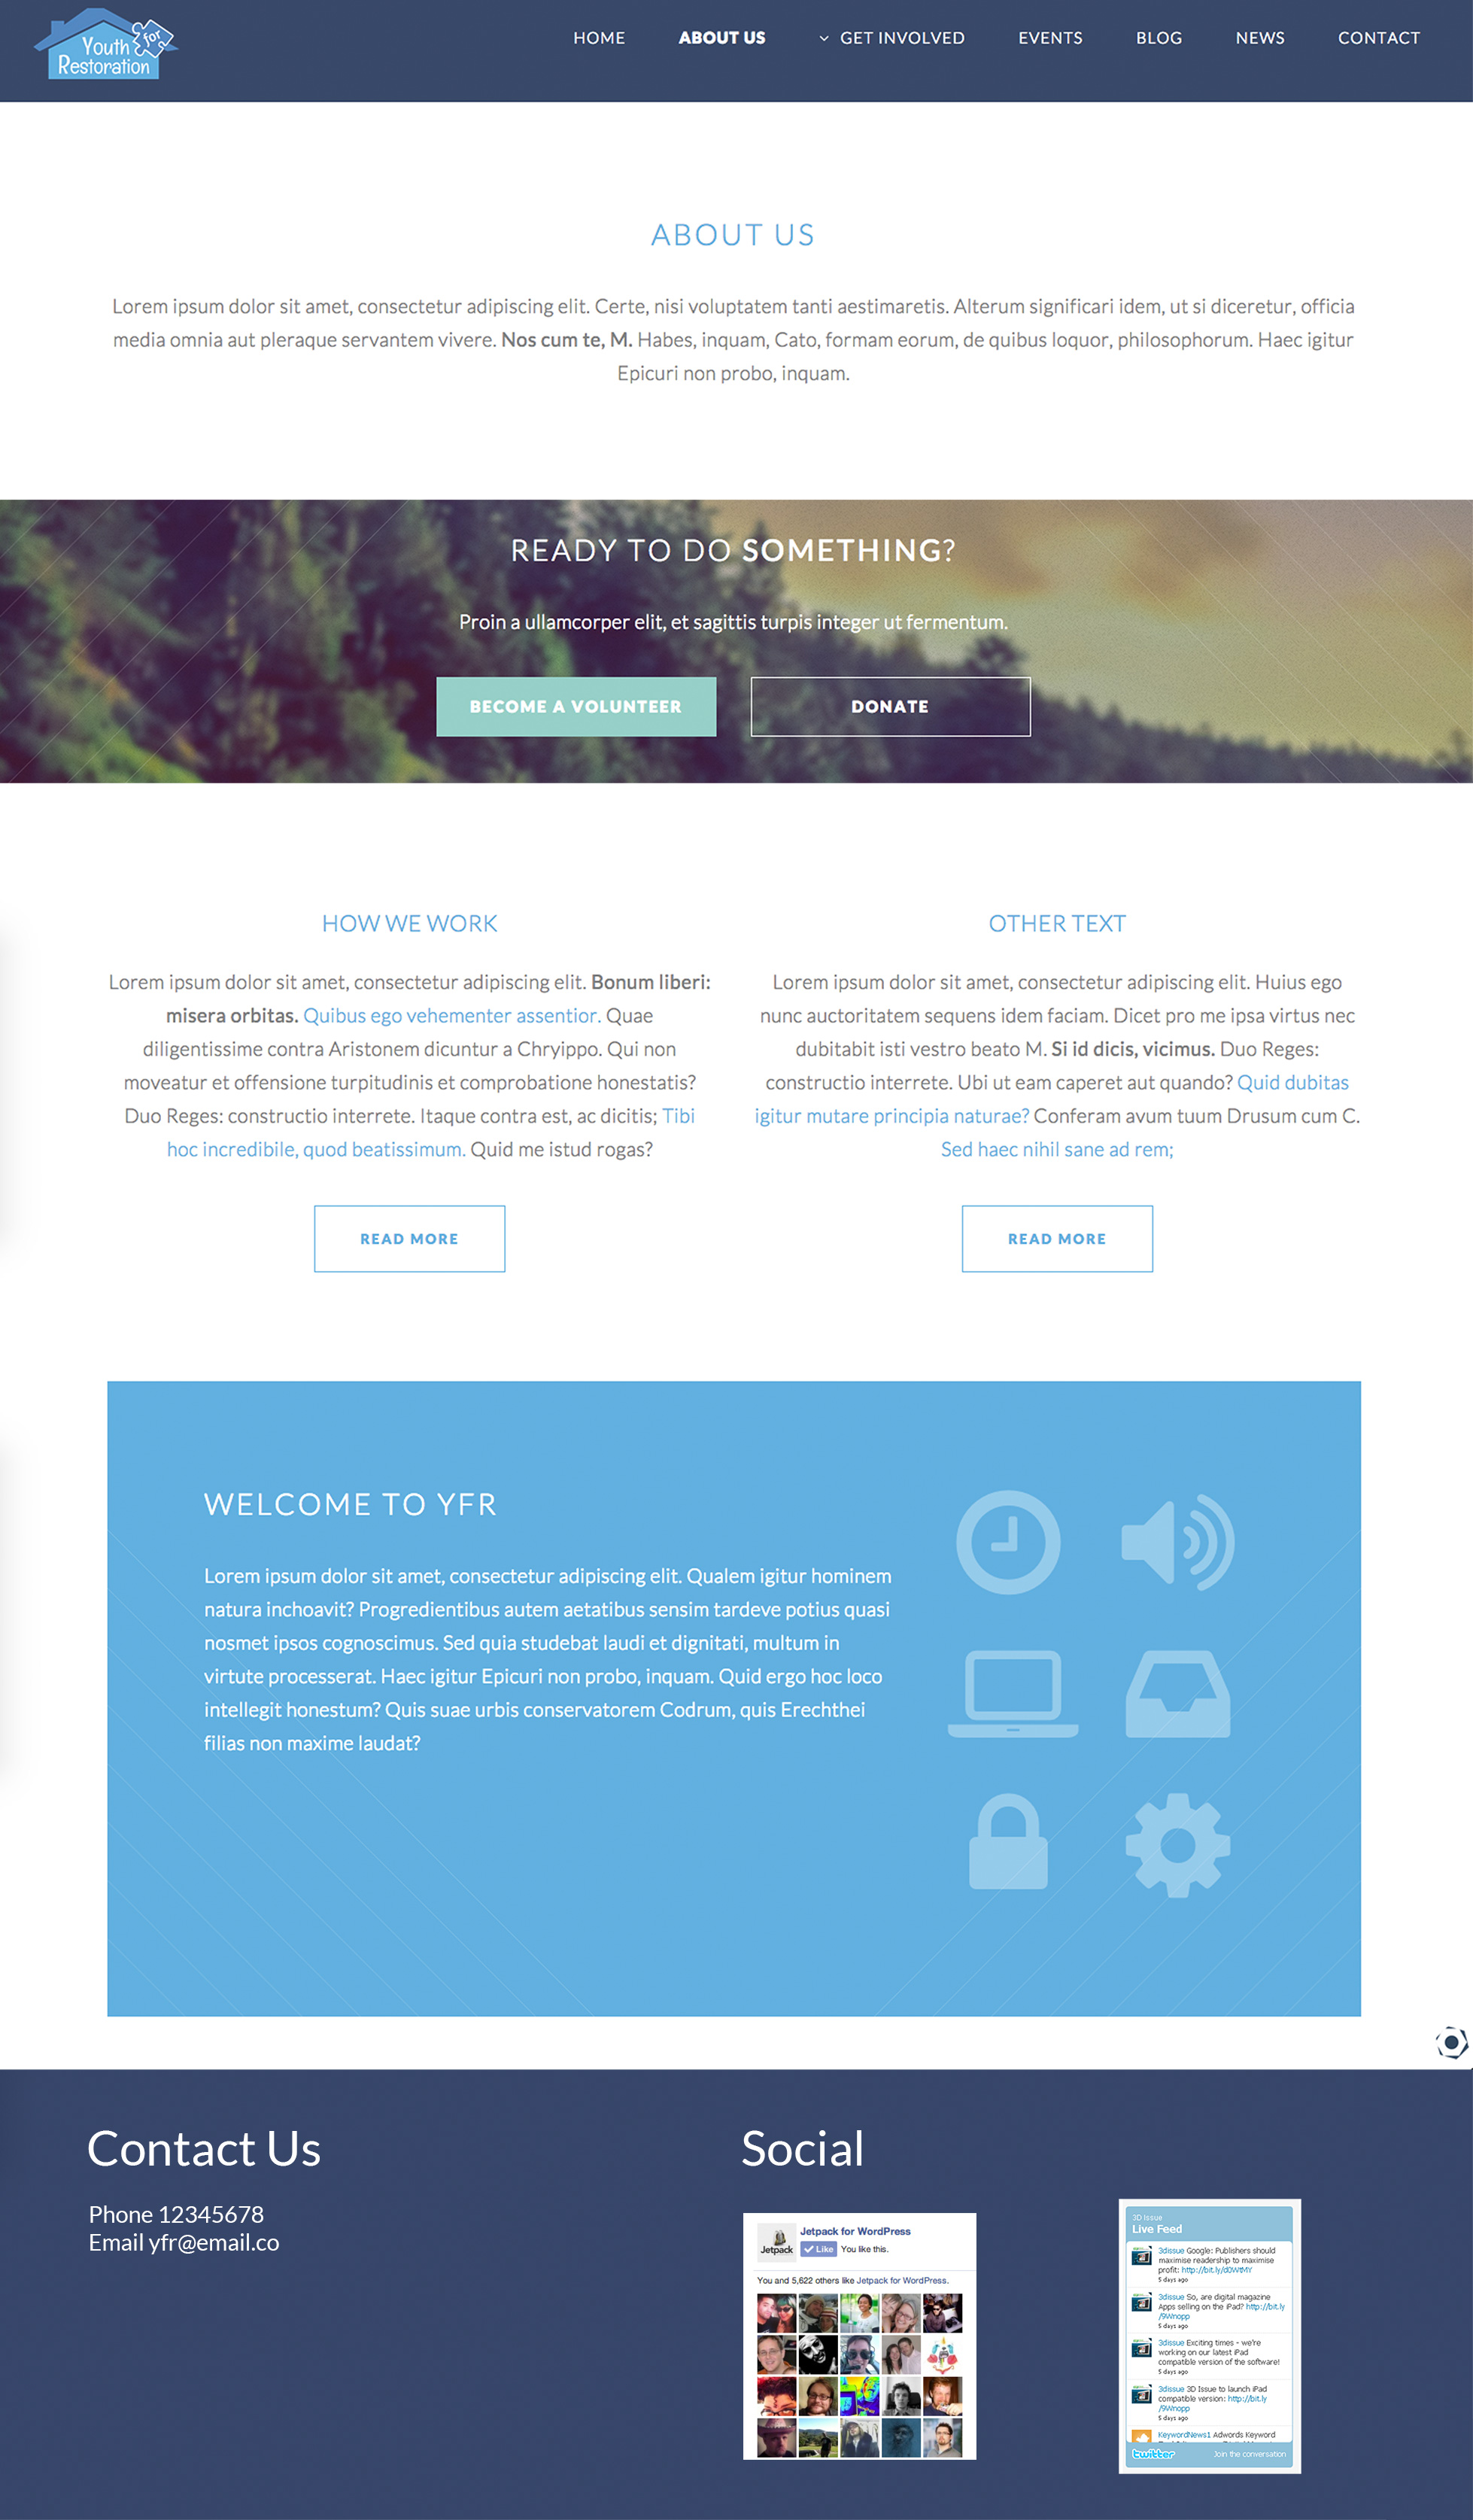 Youth for
Restoration
HOME
ABOUT US
GET INVOLVED
EVENTS
BLOG
NEWS
CONTACT
ABOUT US
Lorem ipsum dolor sit amet, consectetur adipiscing elit. Certe, nisi voluptatem tanti aestimaretis. Alterum significari idem, ut si diceretur, officia
media omnia aut pleraque servantem vivere. Nos cum te, M. Habes, inquam, Cato, formam eorum, de quibus loquor, philosophorum. Haec igitur
Epicuri non probo, inquam.
READY TO DO SOMETHING?
Proin a ullamcorper elit, et sagittis turpis integer ut fermentum.
BECOME A VOLUNTEER
DONATE
HOW WE WORK
Lorem ipsum dolor sit amet, consectetur adipiscing elit. Bonum liberi:
misera orbitas. Quibus ego vehementer assentior. Quae
diligentissime contra Aristonem dicuntur a Chryippo. Qui non
moveatur et offensione turpitudinis et comprobatione honestatis?
Duo Reges: constructio interrete. Itaque contra est, ac dicitis; Tibi
hoc incredibile, quod beatissimum. Quid me istud rogas?
READ MORE
OTHER TEXT
Lorem ipsum dolor sit amet, consectetur adipiscing elit. Huius ego
nunc auctoritatem sequens idem faciam. Dicet pro me ipsa virtus nec
dubitabit isti vestro beato M. Si id dicis, vicimus. Duo Reges:
constructio interrete. Ubi ut eam caperet aut quando? Quid dubitas
igitur mutare principia naturae? Conferam avum tuum Drusum cum C.
Sed haec nihil sane ad rem;
READ MORE
WELCOME TO YFR
Lorem ipsum dolor sit amet, consectetur adipiscing elit. Qualem igitur hominem
natura inchoavit? Progredientibus autem aetatibus sensim tardeve potius quasi
nosmet ipsos cognoscimus. Sed quia studebat laudi et dignitati, multum in
virtute processerat. Haec igitur Epicuri non probo, inquam. Quid ergo hoc loco
intellegit honestum? Quis suae urbis conservatorem Codrum, quis Erechthei
filias non maxime laudat?
Contact Us
Phone 12345678
Email yfr@email.co
Social
Jetpack
Jetpack for WordPress
Like You like this.
You and 5,622 others like Jetpack for WordPress.
3D Issue
Live Feed
3dissue Google: Publishers should
maximise readership to maximise
profit: http://bit.ly/d0WtMY
5 days ago
3dissue So, are digital magazine
Apps selling on the iPad? http://bit.ly
/9Wnopp
5 days ago
3dissue Exciting times - we're
working on our latest iPad
compatible version of the software!
5 days ago
3dissue 3D Issue to launch iPad
compatible version: http://bit.ly
/9Wnopp
5 days ago
KeywordNews1 Adwords Keyword
twitter
Join the conversation